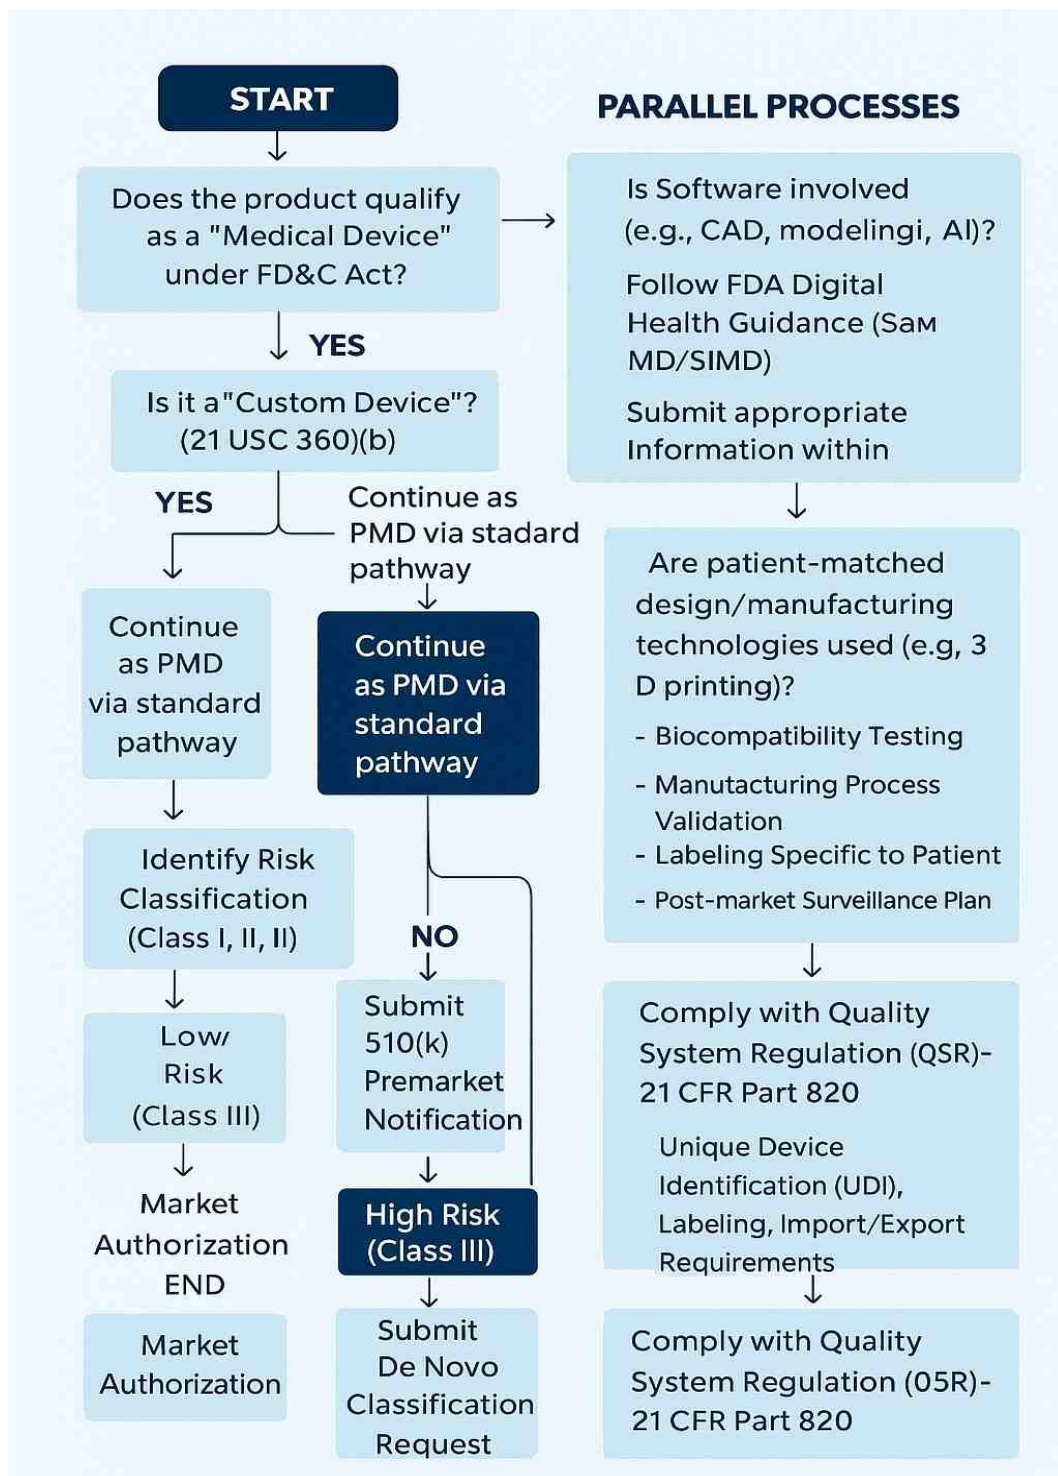 START
Does the product qualify
as a "Medical Device"
under FD&C Act?
YES
Is it a "Custom Device"?
(21 USC 360)(b)
YES
Continue as
PMD via stadard
pathway
Continue
as PMD via
standard
pathway
Continue
as PMD via
standard
pathway
Identify Risk
Classification
(Class I, II, II)
NO
Low/
Risk
(Class III)
Submit
510(k)
Premarket
Notification
Market
Authorization
END
High Risk
(Class III)
Market
Authorization
Submit
De Novo
Classification
Request
PARALLEL PROCESSES
Is Software involved
(e.g., CAD, modelingi, AI)?
Follow FDA Digital
Health Guidance (SaM
MD/SIMD)
Submit appropriate
Information within
Are patient-matched
design/manufacturing
technologies used (e.g, 3
D printing)?
- Biocompatibility Testing
- Manutacturing Process
Validation
- Labeling Specific to Patient
- Post-market Surveillance Plan
Comply with Quality
System Regulation (QSR)-
21 CFR Part 820
Unique Device
Identification (UDI),
Labeling, Import/Export
Requirements
Comply with Quality
System Regulation (05R)-
21 CFR Part 820